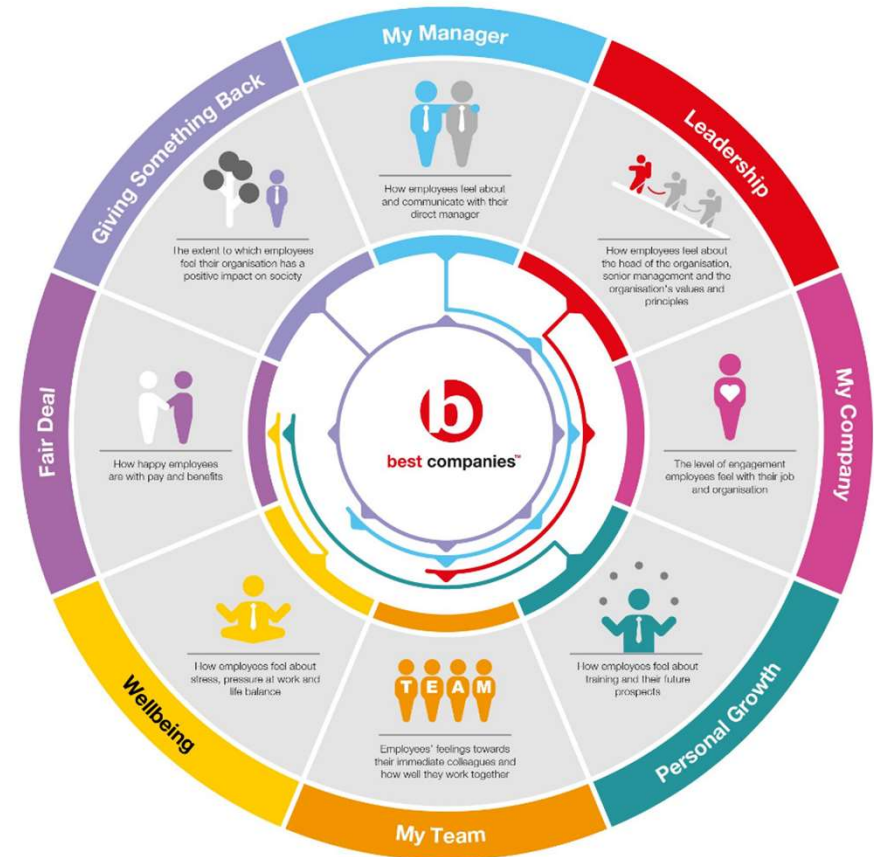 My Manager
How employees feel about
and communicate with their
direct manager
Leadership
How employees feel about
the head of the organisation,
senior management and the
organisation's values and
principles
My Company
The level of engagement
employees feel with their job
and organisation
Personal Growth
How employees feel about
training and their future
prospects
My Team
TEAM
Employees' feelings towards
their immediate colleagues and
how well they work together
Wellbeing
How employees feel about
stress, pressure at work and
life balance
Fair Deal
How happy employees
are with pay and benefits
Giving Something Back
The extent to which employees
feel their organisation has a
positive impact on society
b
best companies™